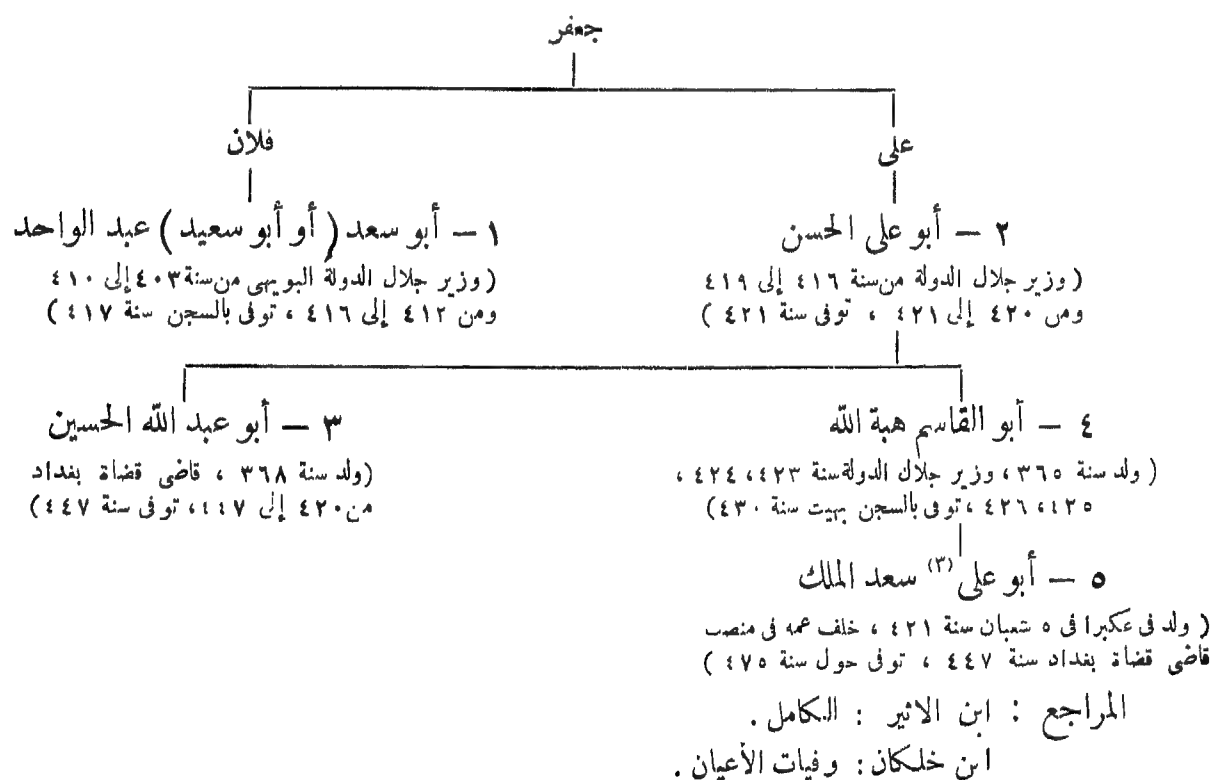 جعفر
على
فلان
٢ — أبو على الحسن
( وزير جلال الدولة من سنة ٤١٦ إلى ٤١٩
ومن ٤٢٠ إلى ٤٢١ ، توفى سنة ٤٢١ )
١ — أبو سعد ( أو أبو سعيد ) عبد الواحد
( وزير جلال الدولة البويهى من سنة ٤٠٣ إلى ٤١٠
ومن ٤١٢ إلى ٤١٦ ، توفى بالسجن سنة ٤١٧ )
٤ — أبو القاسم هبة الله
( ولد سنة ٣٦٥ ، وزير جلال الدولة سنة ٤٢٣ ، ٤٢٤ ،
٤٢٥ ، ٤٢٦ ، توفى بالسجن بهيت سنة ٤٣٠)
٣ — أبو عبد الله الحسين
(ولد سنة ٣٦٨ ، قاضى قضاة بغداد
من ٤٢٠ إلى ٤٤٧ ، توفى سنة ٤٤٧)
٥ — أبو على (٣) سعد الملك
( ولد فى عكبرا فى ٥ شعبان سنة ٤٢١ ، خلف عمه فى منصب
قاضى قضاة بغداد سنة ٤٤٧ ، توفى حول سنة ٤٧٥ )
المراجع : ابن الاثير : الكامل .
ابن خلكان : وفيات الأعيان .